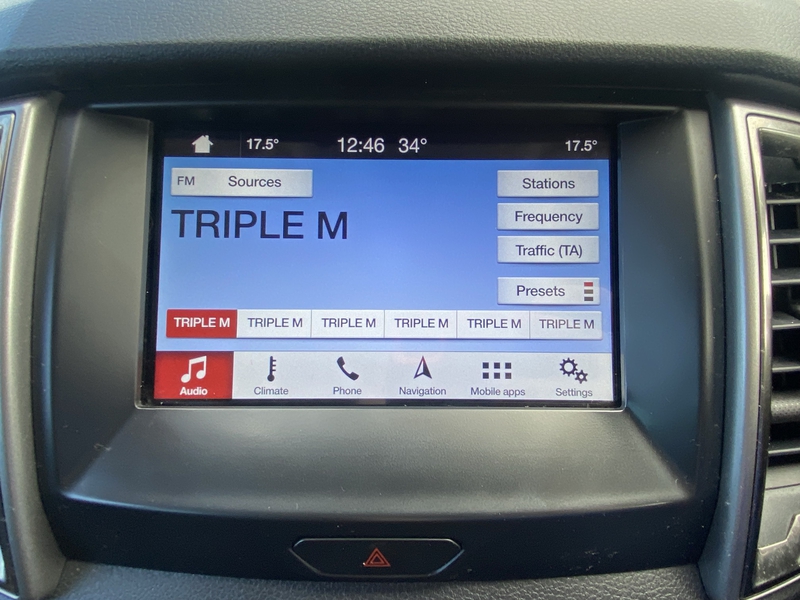 17.5° 12:46 34° 17.5°
FM Sources
Stations
TRIPLE M
Frequency
Traffic (TA)
Presets
TRIPLE M TRIPLE M TRIPLE M TRIPLE M TRIPLE M TRIPLE M
Audio Climate Phone Navigation Mobile apps Settings